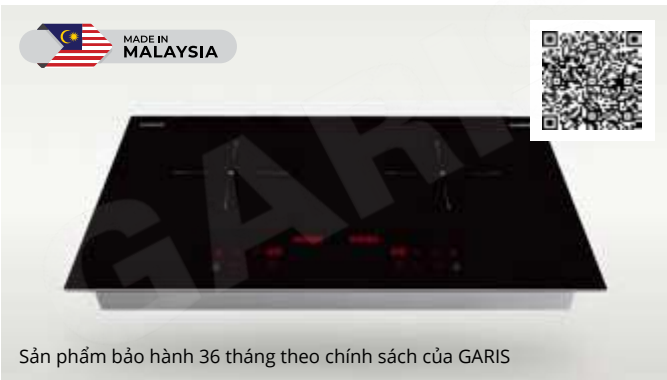 MADE IN
MALAYSIA
GARIS
Sản phẩm bảo hành 36 tháng theo chính sách của GARIS